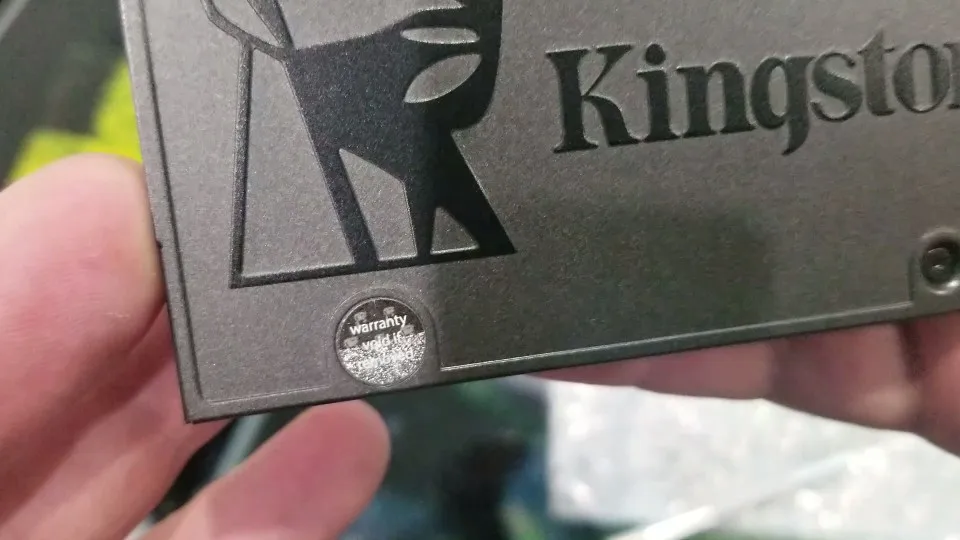 Kingston
warranty
void if